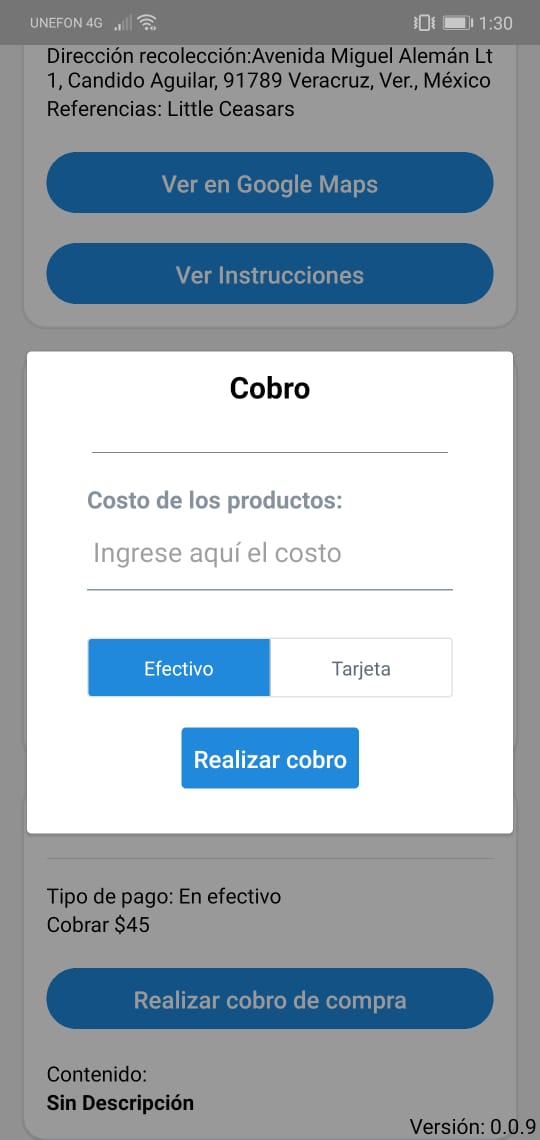 UNEFON 4G 1:30
Dirección recolección:Avenida Miguel Alemán Lt
1, Candido Aguilar, 91789 Veracruz, Ver., México
Referencias: Little Ceasars
Ver en Google Maps
Ver Instrucciones
Cobro
Costo de los productos:
Ingrese aquí el costo
Efectivo Tarjeta
Realizar cobro
Tipo de pago: En efectivo
Cobrar $45
Realizar cobro de compra
Contenido:
Sin Descripción
Versión: 0.0.9